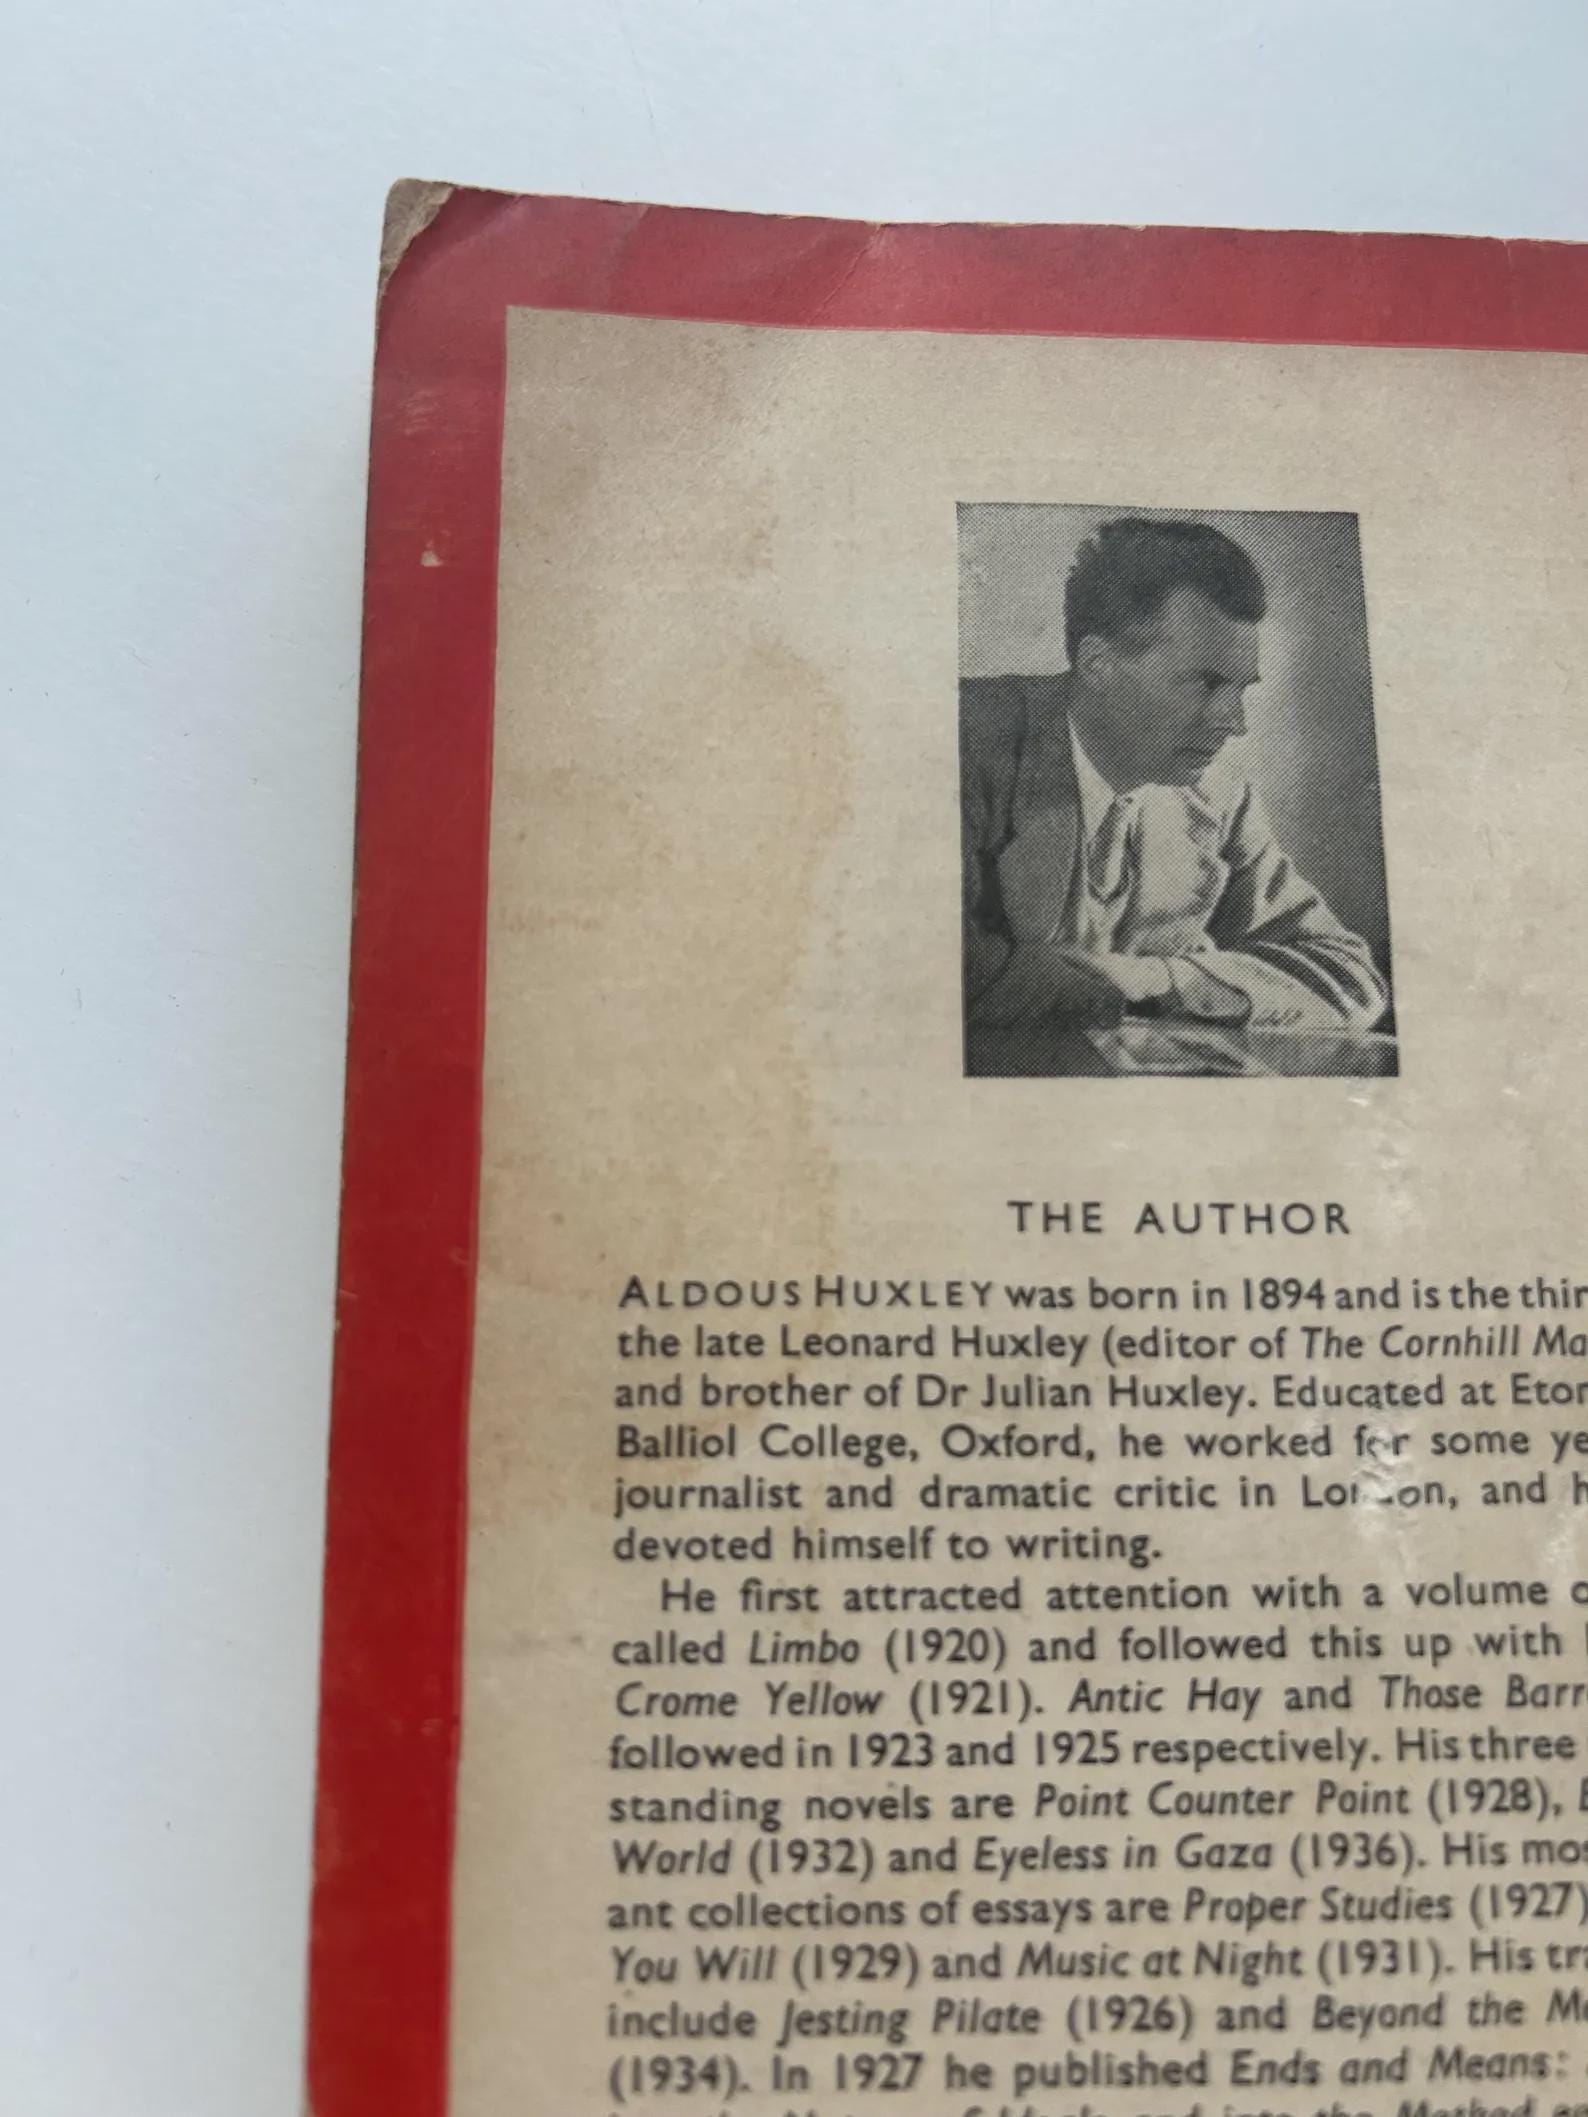 THE AUTHOR
ALDOUS HUXLEY was born in 1894 and is the thir
the late Leonard Huxley (editor of The Cornhill Ma
and brother of Dr Julian Huxley. Educated at Eton
Balliol College, Oxford, he worked for some ye
journalist and dramatic critic in London, and h
devoted himself to writing.
He first attracted attention with a volume o
called Limbo (1920) and followed this up with
Crome Yellow (1921). Antic Hay and Those Barr
followed in 1923 and 1925 respectively. His three
standing novels are Point Counter Point (1928),
World (1932) and Eyeless in Gaza (1936). His mos
ant collections of essays are Proper Studies (1927)
You Will (1929) and Music at Night (1931). His tra
include Jesting Pilate (1926) and Beyond the M
(1934). In 1927 he published Ends and Means:
and into the Method